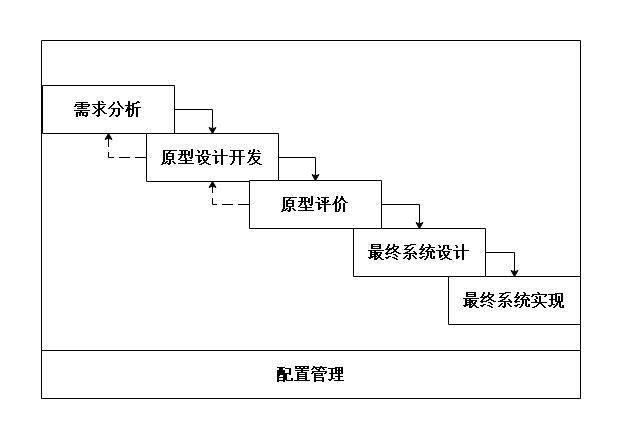 需求分析
原型设计开发
原型评价
最终系统设计
最终系统实现
配置管理